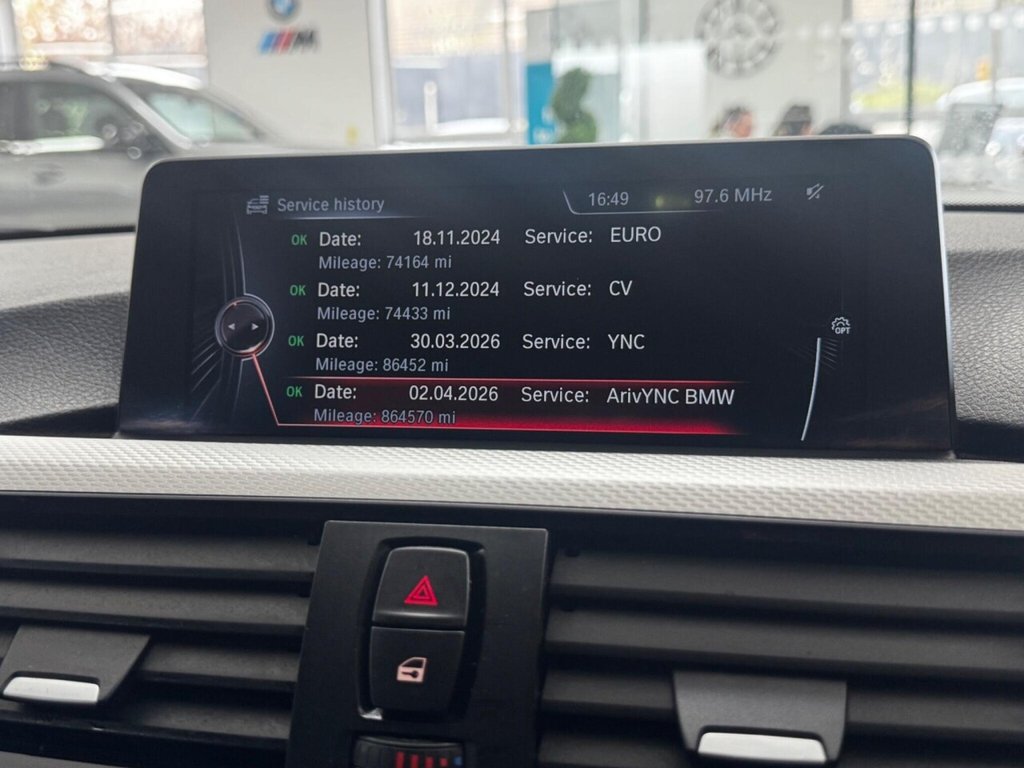 M
Service history
16:49
97.6 MHz
OK Date: 18.11.2024 Service: EURO
Mileage: 74164 mi
OK Date: 11.12.2024 Service: CV
Mileage: 74433 mi
OK Date: 30.03.2026 Service: YNC
Mileage: 86452 mi
OK Date: 02.04.2026 Service: ArivYNC BMW
Mileage: 864570 mi
OPT